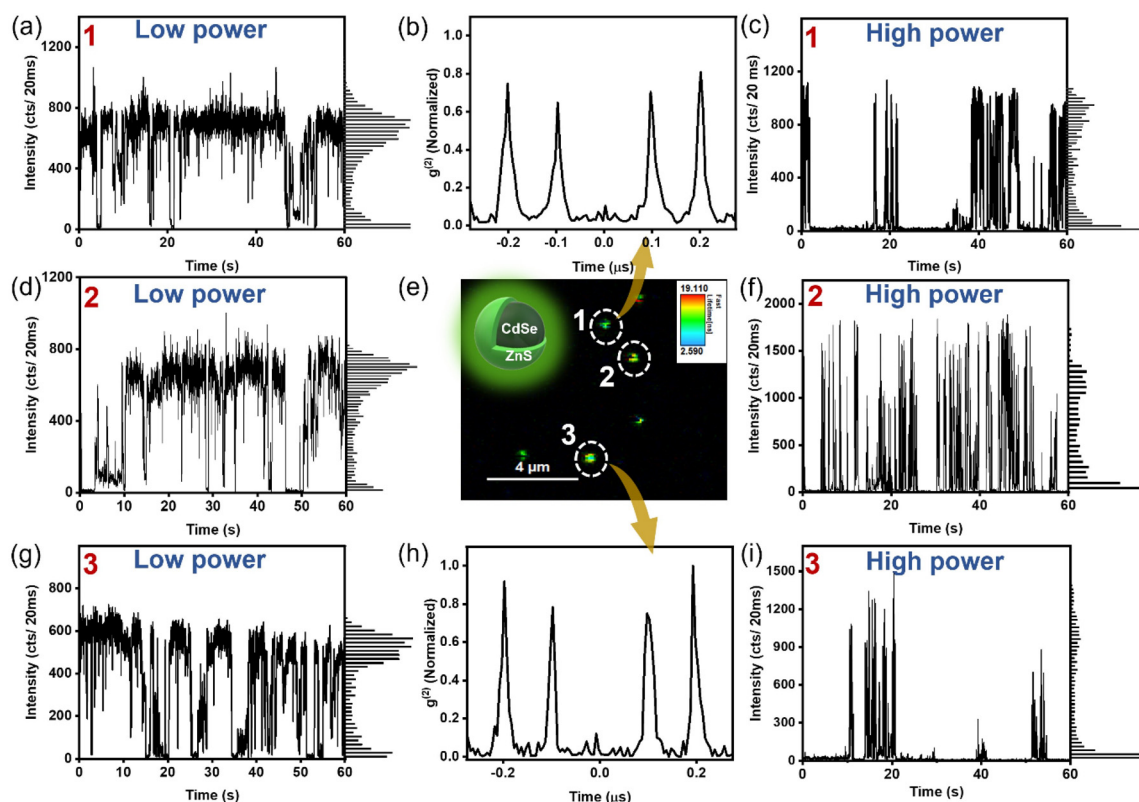 (a) 1 Low power
Intensity (cts/ 20ms)
1200
800
400
0
0 20 40 60
Time (s)
(b)
g(2) (Normalized)
1.0
0.8
0.6
0.4
0.2
0.0
-0.2 -0.1 0.0 0.1 0.2
Time (μs)
(c) 1 High power
Intensity (cts/ 20 ms)
1600
1200
800
400
0
0 20 40 60
Time (s)
(d) 2 Low power
Intensity (cts/ 20ms)
1200
800
400
0
0 10 20 30 40 50 60
Time (s)
(e)
CdSe
ZnS
1
2
3
4 μm
19.110
Fast
Lifetime[ns]
2.590
(f) 2 High power
Intensity (cts/ 20ms)
2000
1500
1000
500
0
0 20 40 60
Time (s)
(g) 3 Low power
Intensity (cts/ 20ms)
800
600
400
200
0
0 10 20 30 40 50 60
Time (s)
(h)
g(2) (Normalized)
1.0
0.8
0.6
0.4
0.2
0.0
-0.2 0.0 0.2
Time (μs)
(i) 3 High power
Intensity (cts/ 20ms)
1800
1500
1200
900
600
300
0
0 20 40 60
Time (s)